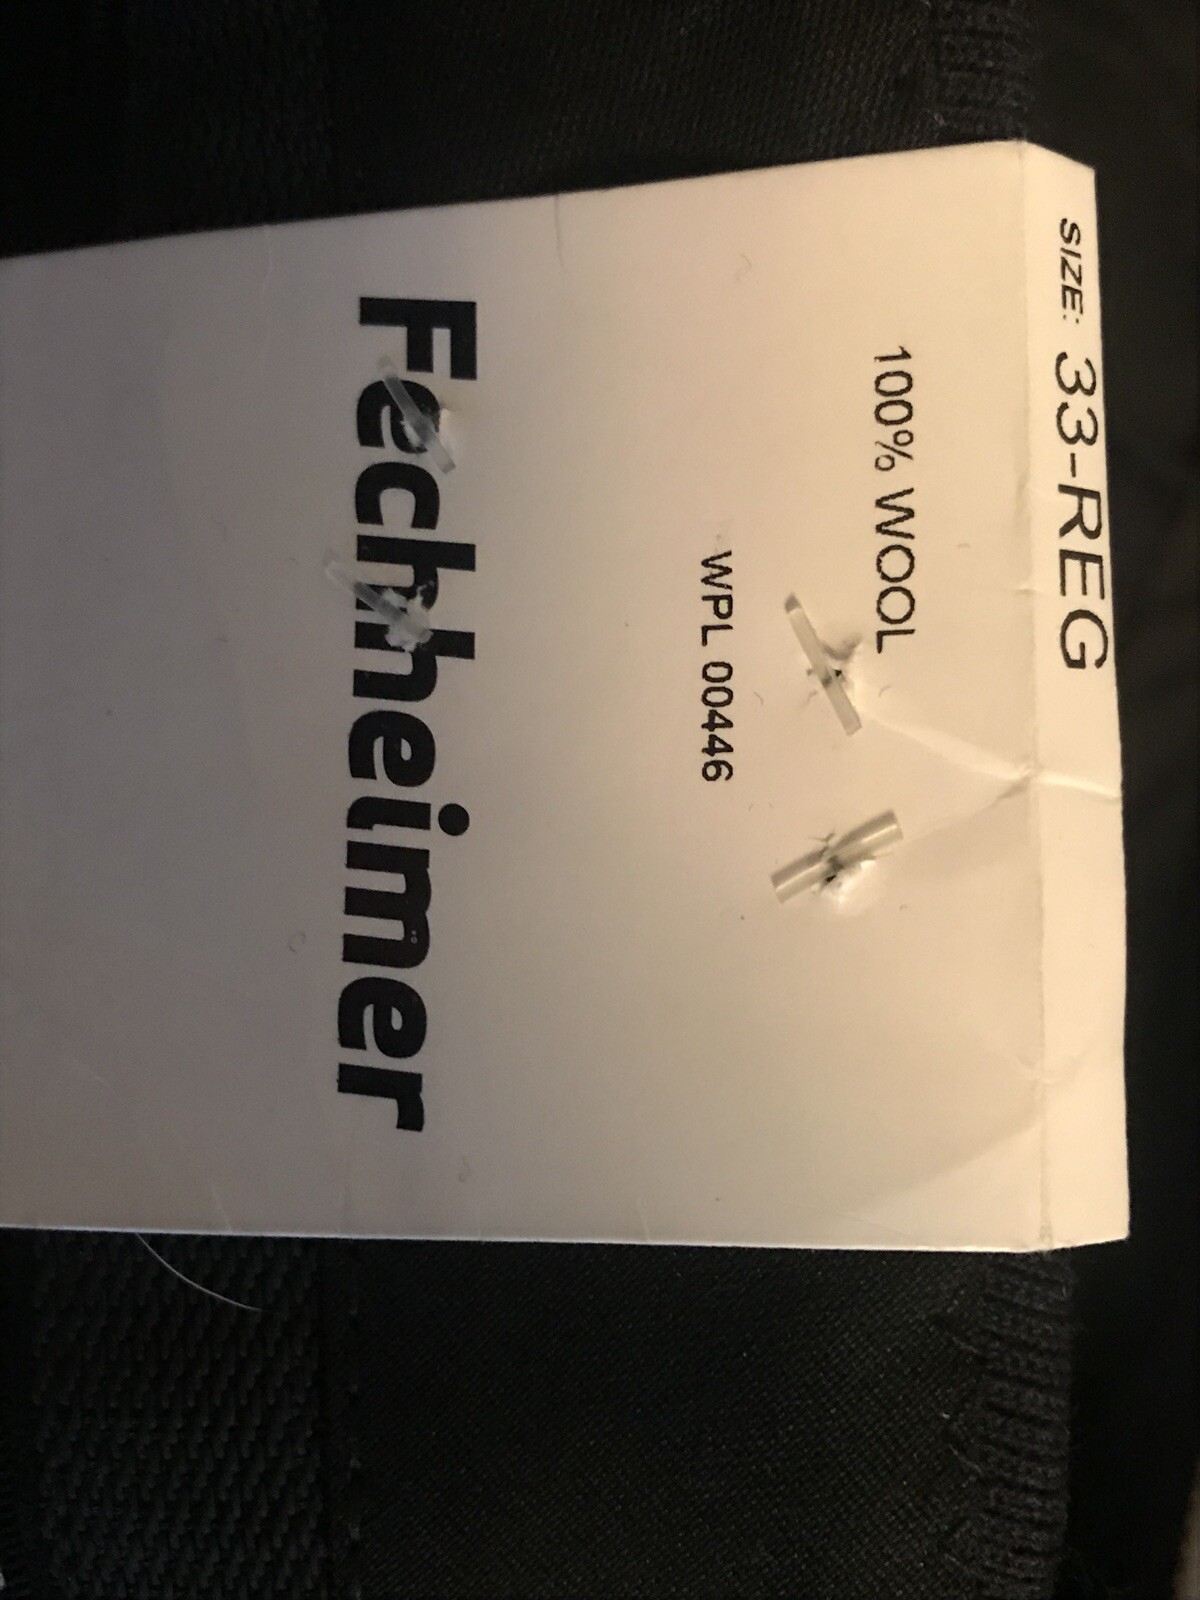 SIZE: 33-REG
100% WOOL
WPL 00446
Fechheimer